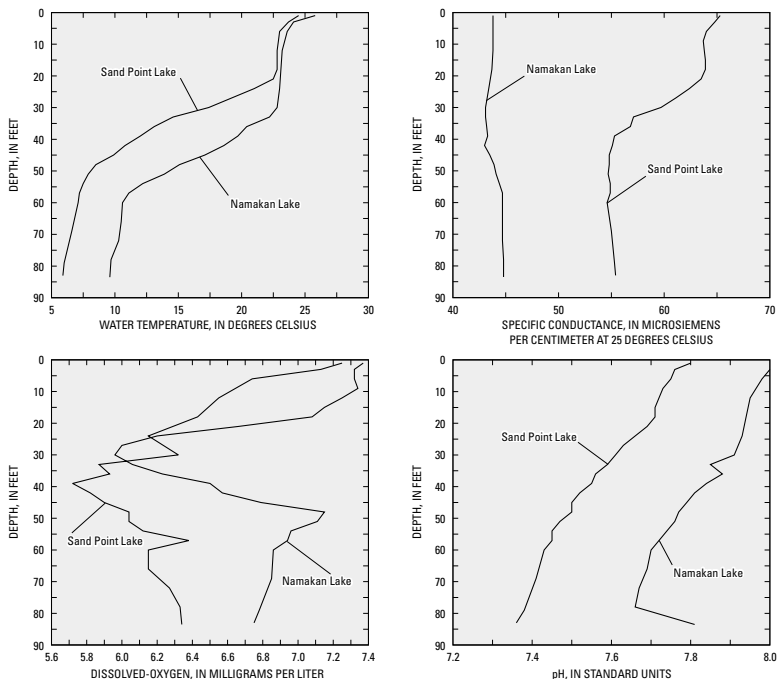 0
10
20
30
40
50
60
70
80
90
DEPTH, IN FEET
Sand Point Lake
Namakan Lake
5 10 15 20 25 30
WATER TEMPERATURE, IN DEGREES CELSIUS
0
10
20
30
40
50
60
70
80
90
DEPTH, IN FEET
Namakan Lake
Sand Point Lake
40 50 60 70
SPECIFIC CONDUCTANCE, IN MICROSIEMENS
PER CENTIMETER AT 25 DEGREES CELSIUS
0
10
20
30
40
50
60
70
80
90
DEPTH, IN FEET
Sand Point Lake
Namakan Lake
5.6 5.8 6.0 6.2 6.4 6.6 6.8 7.0 7.2 7.4
DISSOLVED-OXYGEN, IN MILLIGRAMS PER LITER
0
10
20
30
40
50
60
70
80
90
DEPTH, IN FEET
Sand Point Lake
Namakan Lake
7.2 7.4 7.6 7.8 8.0
pH, IN STANDARD UNITS